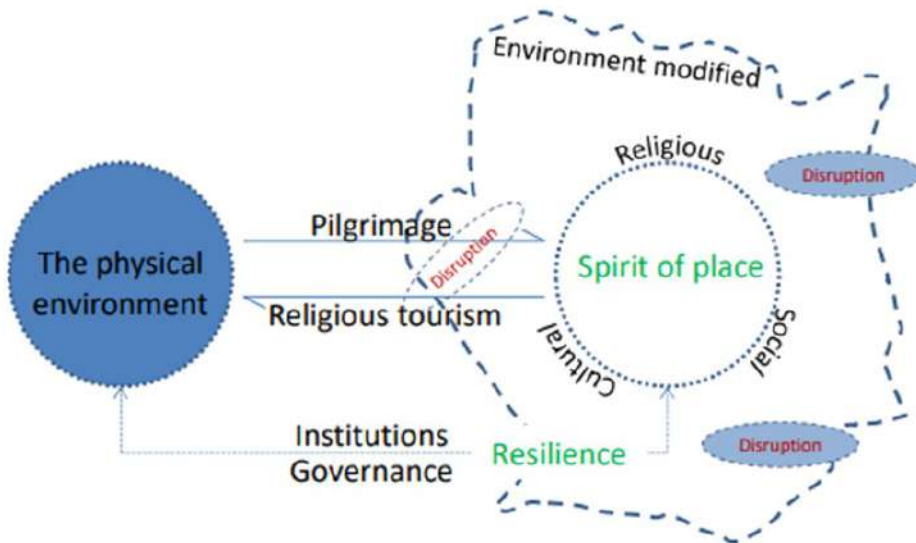 Environment modified
Religious
Disruption
Pilgrimage
Disruption
The physical
environment
Spirit of place
Religious tourism
Cultural
Social
Institutions
Governance
Resilience
Disruption